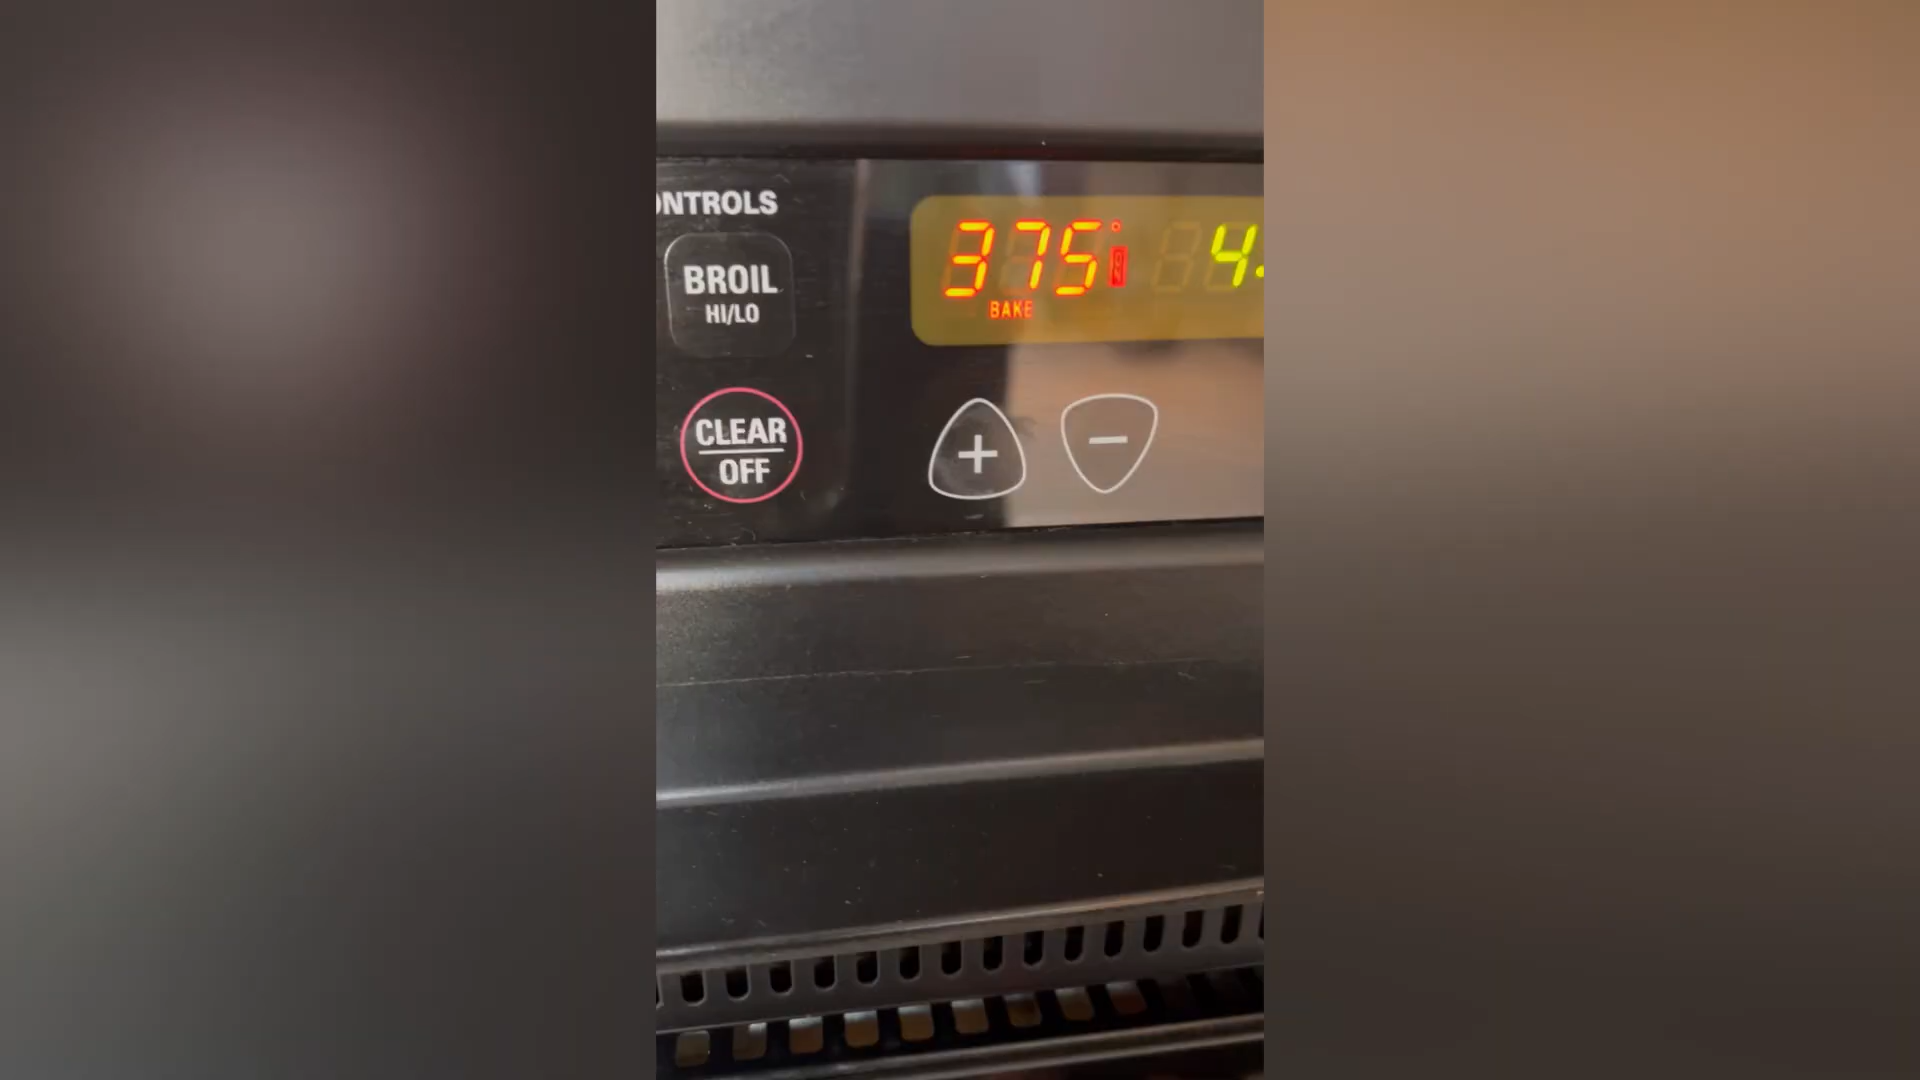 ONTROLS
BROIL
HI/LO
375°
BAKE
4
CLEAR
OFF
+ −